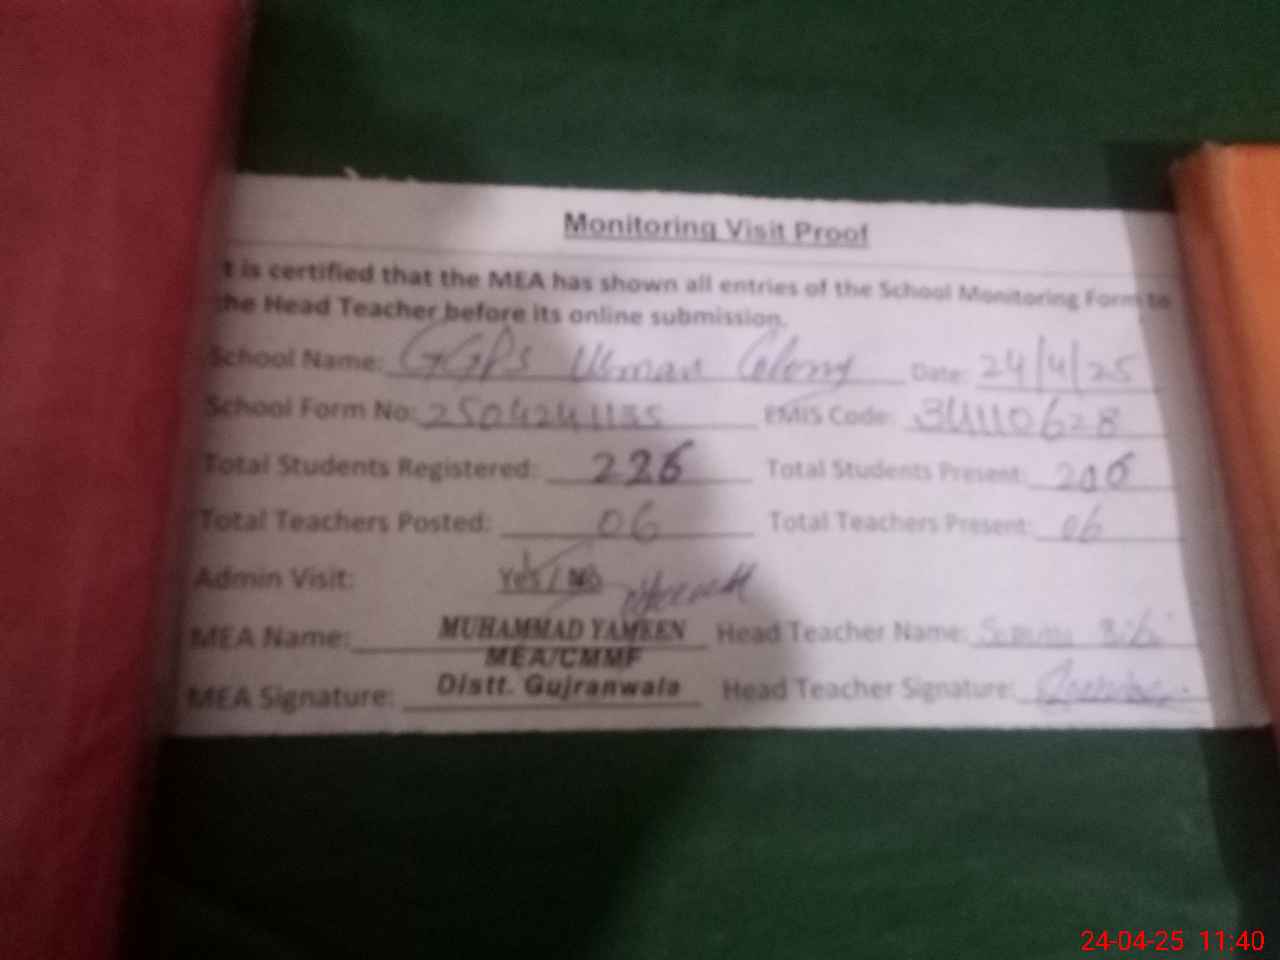 Monitoring Visit Proof
t is certified that the MEA has shown all entries of the School Monitoring Form to
the Head Teacher before its online submission.
School Name: GGPS Usman Colony Date: 24/4/25
School Form No: 2504241135 EMIS Code: 34110628
Total Students Registered: 226 Total Students Present: 206
Total Teachers Posted: 06 Total Teachers Present: 06
Admin Visit: Yes / No
MEA Name: MUHAMMAD YAMEEN Head Teacher Name: Bibi
MEA/CMMF
MEA Signature: Distt. Gujranwala Head Teacher Signature:
24-04-25 11:40